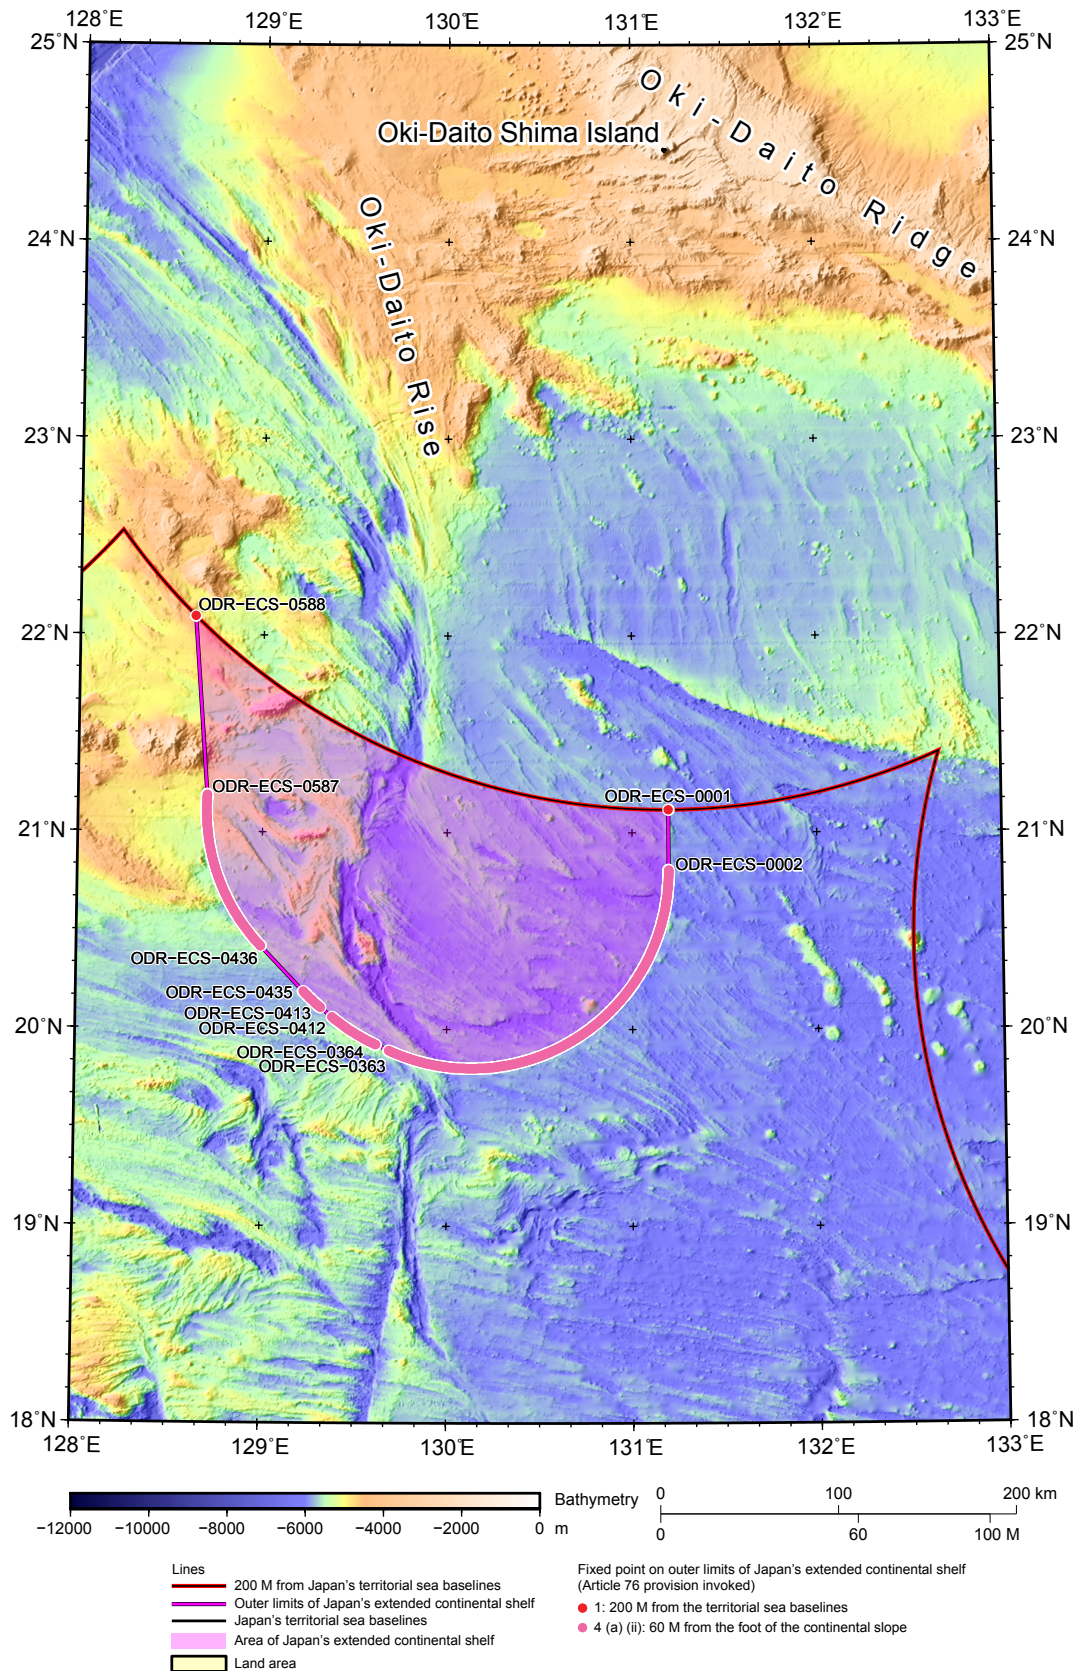 128°E 129°E 130°E 131°E 132°E 133°E
25°N 25°N
Oki-Daito Ridge
Oki-Daito Shima Island
Oki-Daito Rise
24°N 24°N
23°N 23°N
ODR-ECS-0588
22°N 22°N
ODR-ECS-0587
ODR-ECS-0001
21°N 21°N
ODR-ECS-0002
ODR-ECS-0436
ODR-ECS-0435
ODR-ECS-0413
20°N 20°N
ODR-ECS-0412
ODR-ECS-0364
ODR-ECS-0363
19°N 19°N
18°N 18°N
128°E 129°E 130°E 131°E 132°E 133°E
Bathymetry
−12000 −10000 −8000 −6000 −4000 −2000 0 m
0 100 200 km
0 60 100 M
Lines
200 M from Japan's territorial sea baselines
Outer limits of Japan's extended continental shelf
Japan's territorial sea baselines
Area of Japan's extended continental shelf
Land area
Fixed point on outer limits of Japan's extended continental shelf
(Article 76 provision invoked)
1: 200 M from the territorial sea baselines
4 (a) (ii): 60 M from the foot of the continental slope